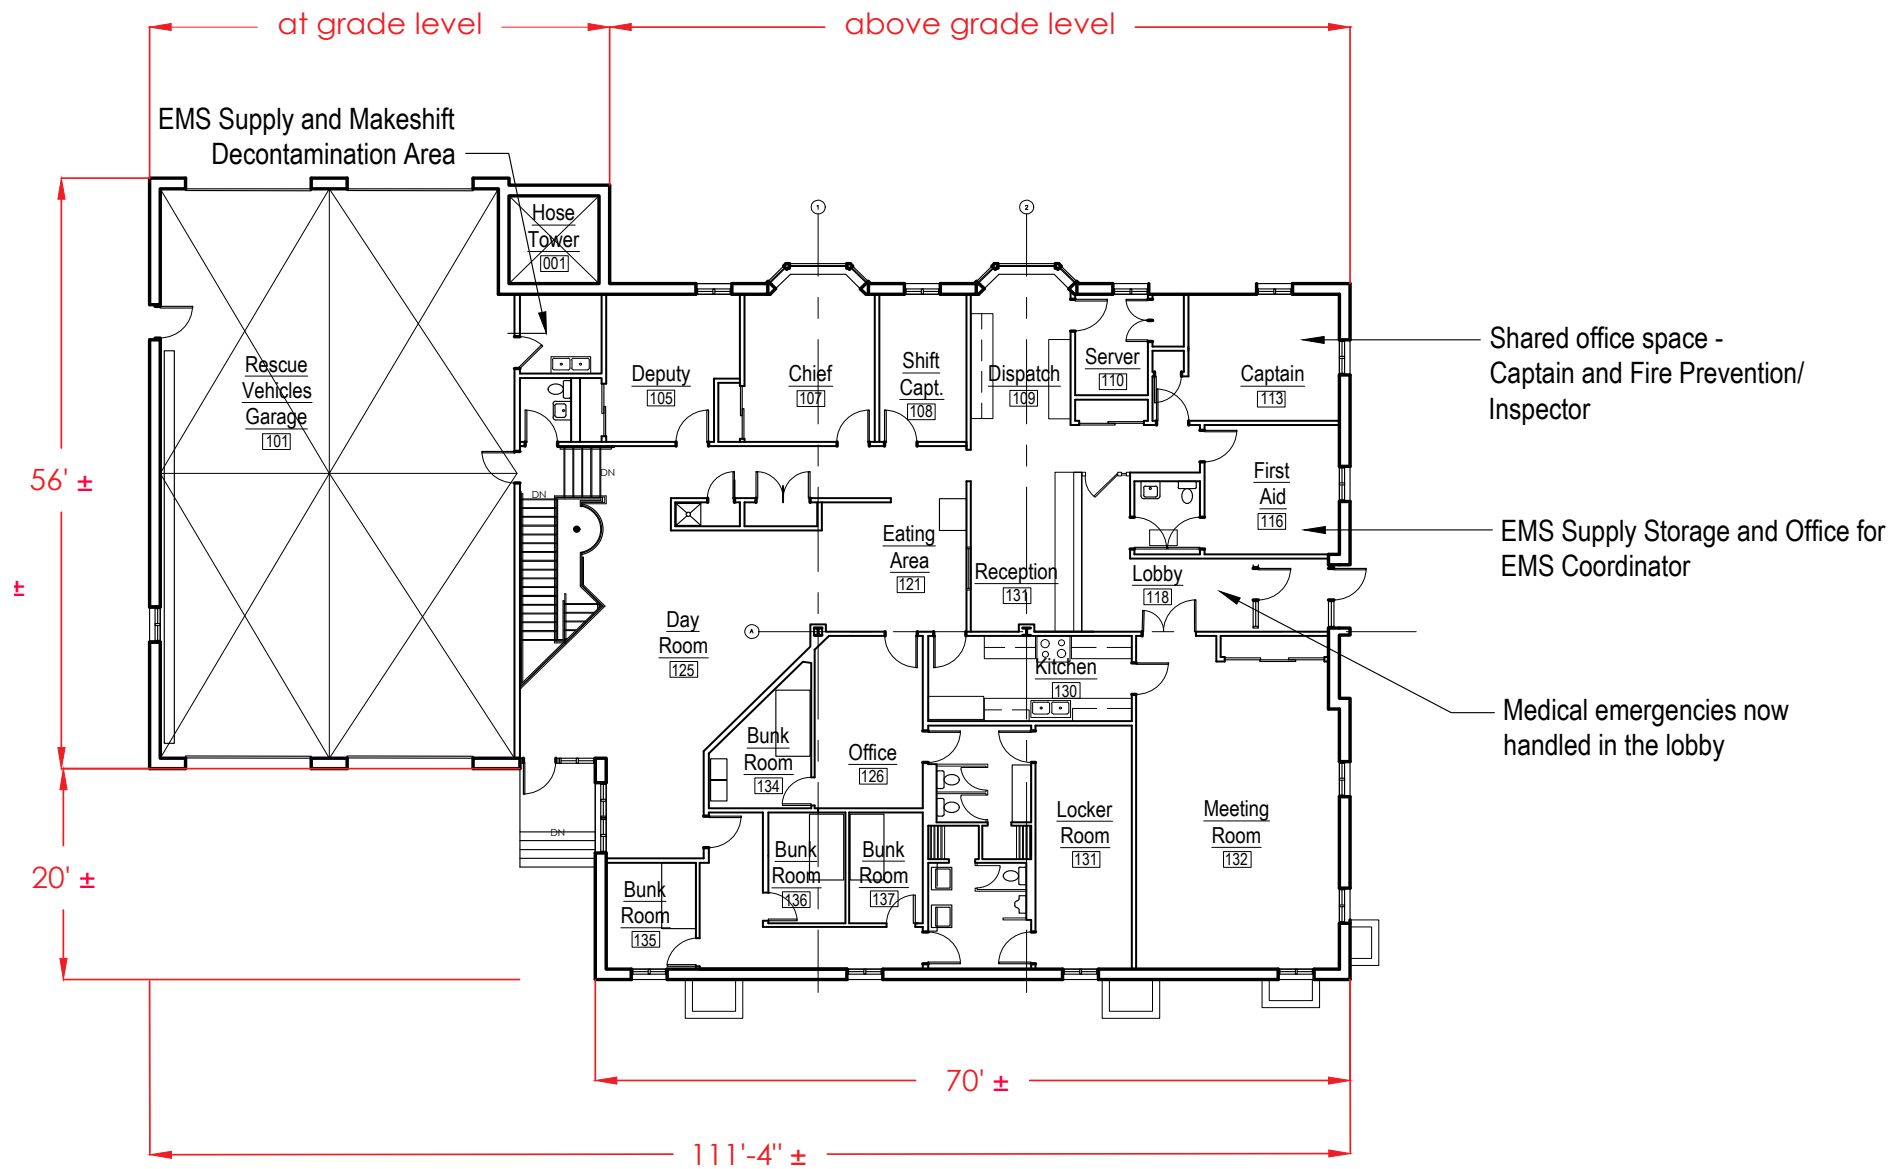 at grade level
above grade level
EMS Supply and Makeshift
Decontamination Area
Hose
Tower
001
1
2
Rescue
Vehicles
Garage
101
Deputy
105
Chief
107
Shift
Capt.
108
Dispatch
109
Server
110
Captain
113
Shared office space -
Captain and Fire Prevention/
Inspector
56' ±
±
DN
DN
First
Aid
116
EMS Supply Storage and Office for
EMS Coordinator
Eating
Area
121
Reception
131
Lobby
118
A
Day
Room
125
Kitchen
130
Medical emergencies now
handled in the lobby
Bunk
Room
134
Office
126
Locker
Room
131
Meeting
Room
132
DN
20' ±
Bunk
Room
135
Bunk
Room
136
Bunk
Room
137
70' ±
111'-4" ±